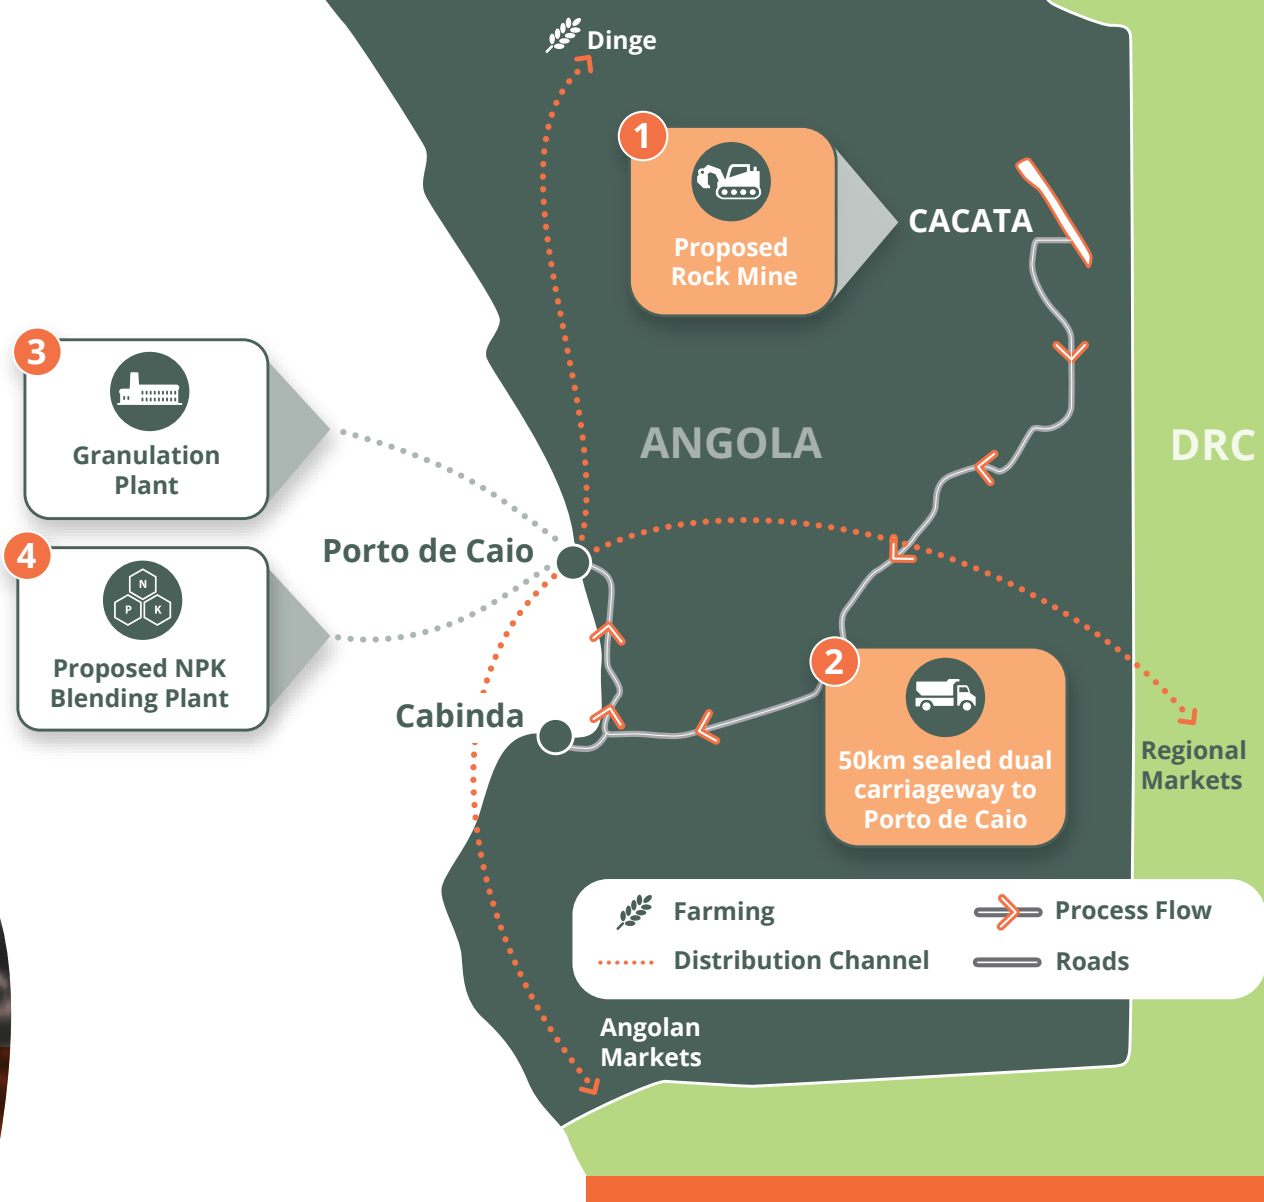 Dinge
1
Proposed
Rock Mine
CACATA
3
Granulation
Plant
ANGOLA
DRC
4
N
P K
Proposed NPK
Blending Plant
Porto de Caio
Cabinda
2
50km sealed dual
carriageway to
Porto de Caio
Regional
Markets
Farming
Process Flow
Distribution Channel
Roads
Angolan
Markets